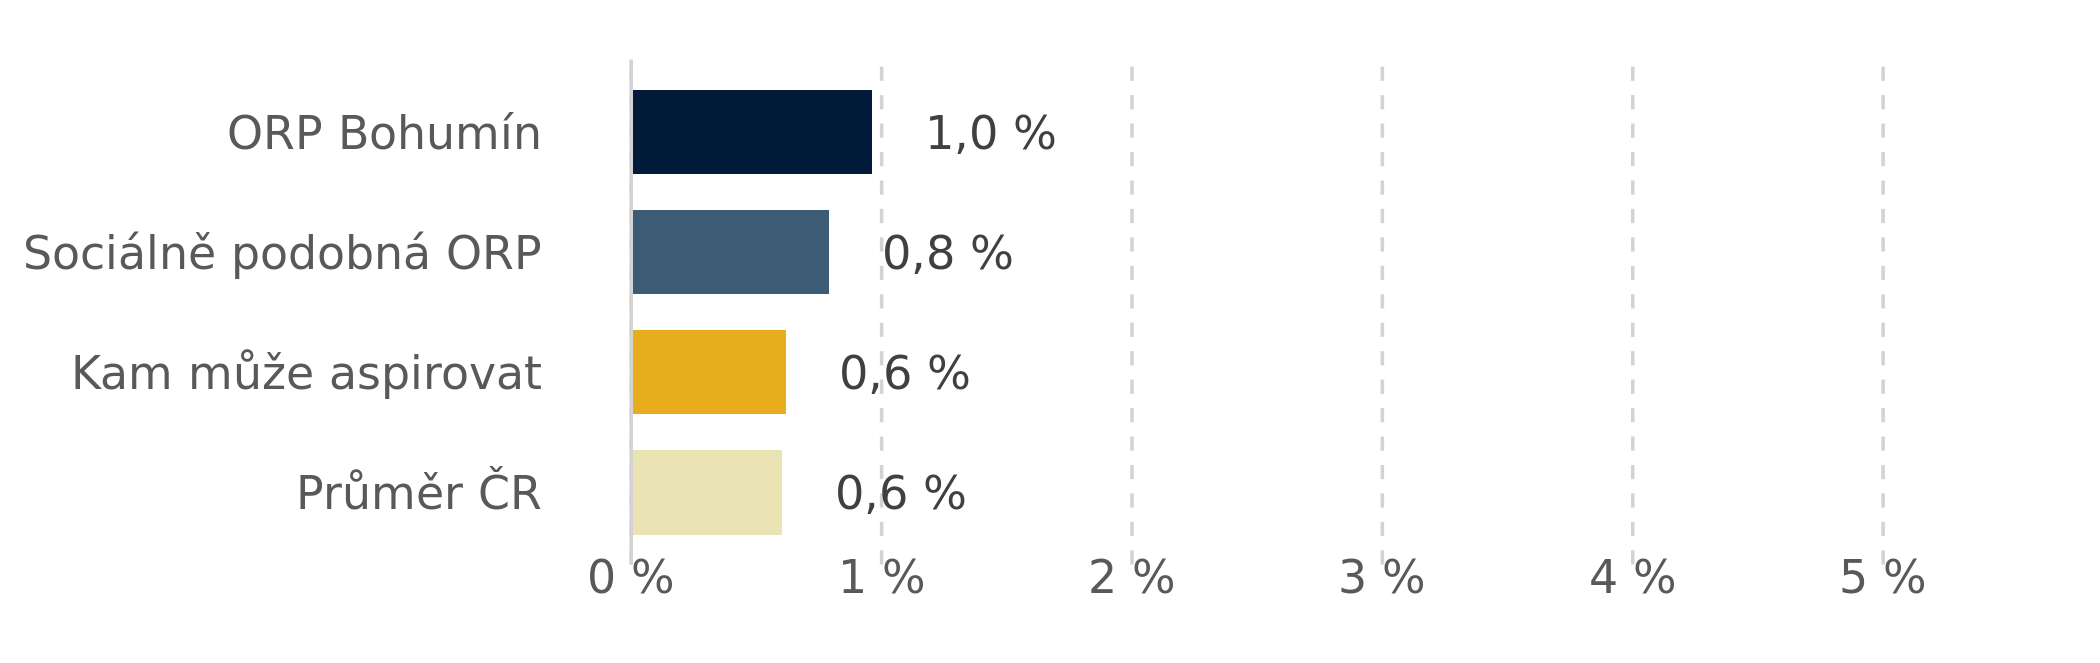 ORP Bohumín 1,0 %
Sociálně podobná ORP 0,8 %
Kam může aspirovat 0,6 %
Průměr ČR 0,6 %
0 % 1 % 2 % 3 % 4 % 5 %